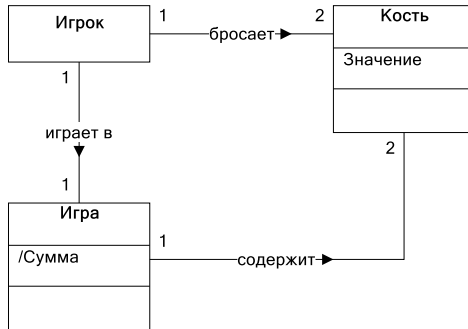 Игрок
1
бросает
2
Кость
Значение
1
играет в
1
2
Игра
/Сумма
1
содержит